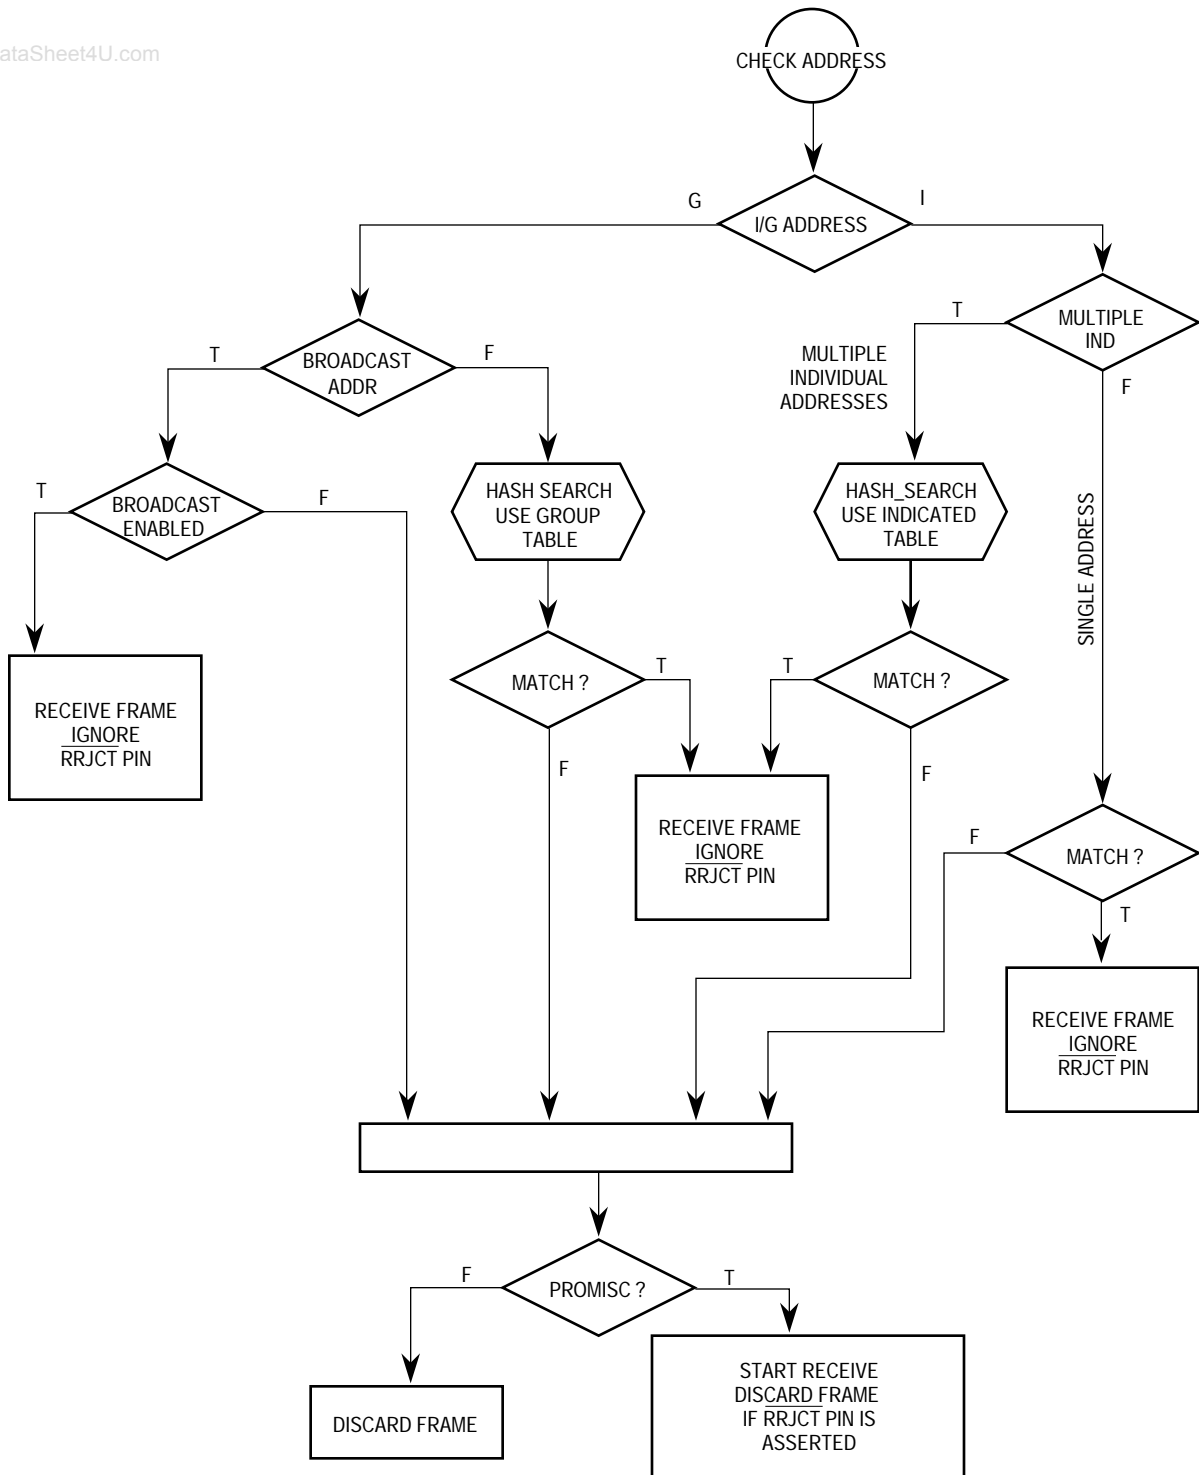 ataSheet4U.com
CHECK ADDRESS
G
I
I/G ADDRESS
T
MULTIPLE
IND
F
T
BROADCAST
ADDR
F
MULTIPLE
INDIVIDUAL
ADDRESSES
T
BROADCAST
ENABLED
F
HASH SEARCH
USE GROUP
TABLE
HASH_SEARCH
USE INDICATED
TABLE
SINGLE ADDRESS
MATCH ?
T
T
MATCH ?
RECEIVE FRAME
IGNORE
RRJCT PIN
F
F
RECEIVE FRAME
IGNORE
RRJCT PIN
F
MATCH ?
T
RECEIVE FRAME
IGNORE
RRJCT PIN
F
PROMISC ?
T
DISCARD FRAME
START RECEIVE
DISCARD FRAME
IF RRJCT PIN IS
ASSERTED